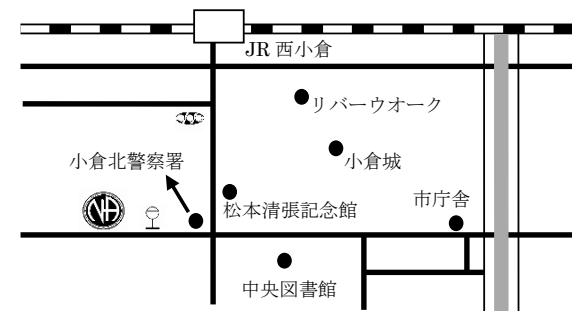 JR 西小倉
リバーウオーク
小倉北警察署
小倉城
松本清張記念館
市庁舎
NA
中央図書館